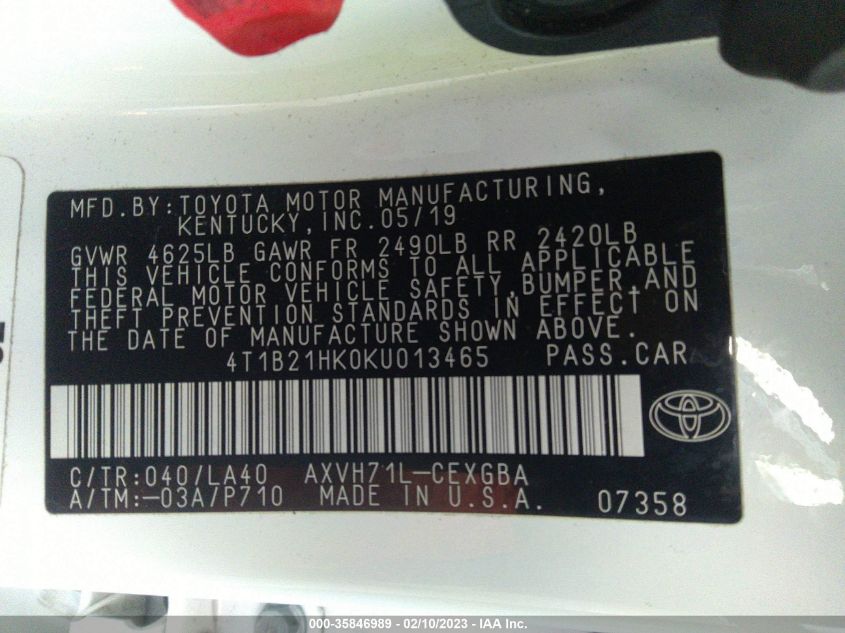 MFD.BY:TOYOTA MOTOR MANUFACTURING,
KENTUCKY,INC.05/19
GVWR 4625LB GAWR FR 2490LB RR 2420LB
THIS VEHICLE CONFORMS TO ALL APPLICABLE
FEDERAL MOTOR VEHICLE SAFETY,BUMPER,AND
THEFT PREVENTION STANDARDS IN EFFECT ON
THE DATE OF MANUFACTURE SHOWN ABOVE.
4T1B21HK0KU013465 PASS.CAR
C/TR:040/LA40 AXVH71L-CEXGBA
A/TM:-03A/P710 MADE IN U.S.A. 07358
000-35846989 - 02/10/2023 - IAA Inc.